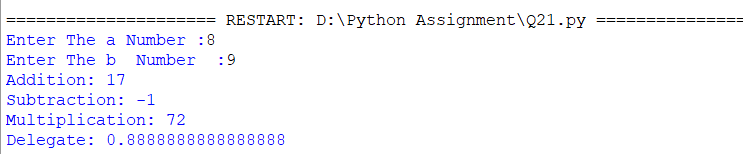 ===================== RESTART: D:\Python Assignment\Q21.py ===============
Enter The a Number :8
Enter The b  Number  :9
Addition: 17
Subtraction: -1
Multiplication: 72
Delegate: 0.8888888888888888